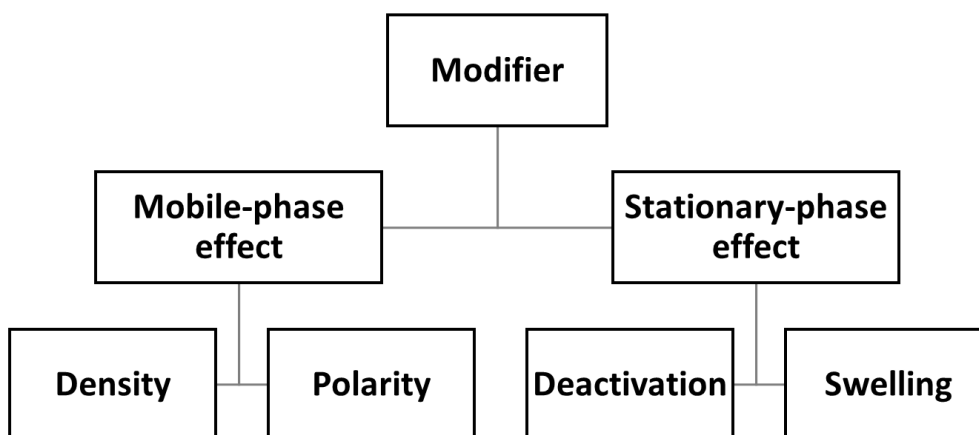 Modifier
Mobile-phase
effect
Stationary-phase
effect
Density
Polarity
Deactivation
Swelling